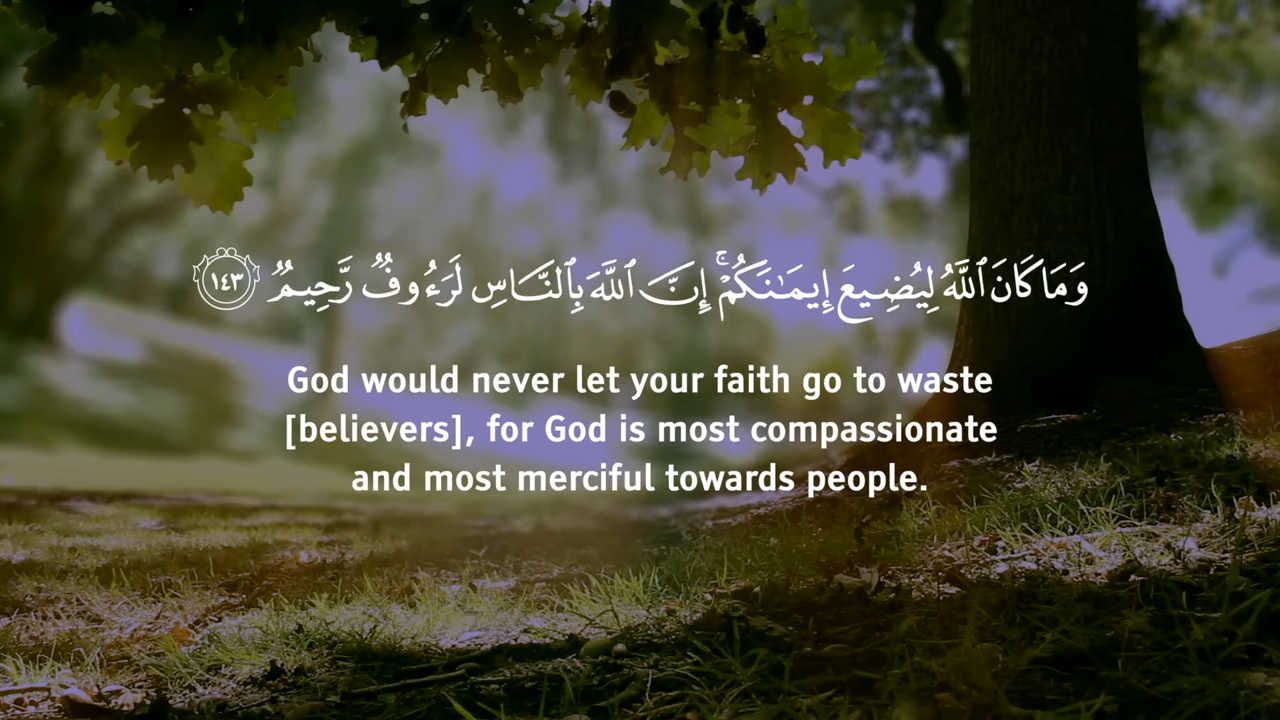 وَمَا كَانَ ٱللَّهُ لِيُضِيعَ إِيمَـٰنَكُمْ ۚ إِنَّ ٱللَّهَ بِٱلنَّاسِ لَرَءُوفٌ رَّحِيمٌ ١٤٣
God would never let your faith go to waste
[believers], for God is most compassionate
and most merciful towards people.